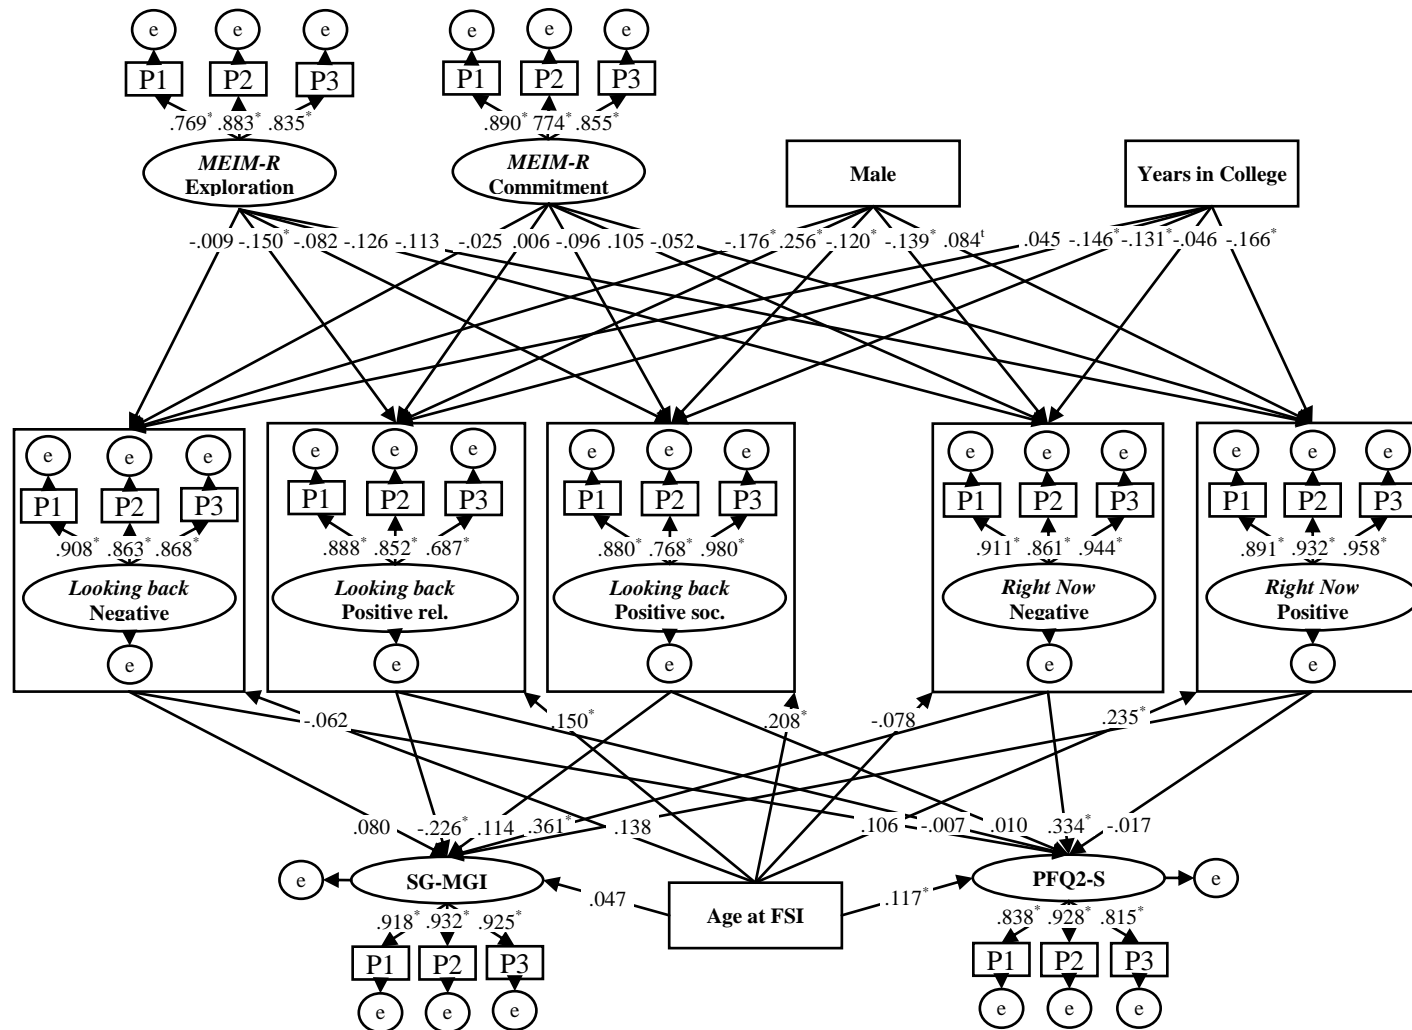 e e e e e e
P1 P2 P3 P1 P2 P3
.769* .883* .835* .890* 774* .855*
MEIM-R
Exploration
MEIM-R
Commitment
Male
Years in College
-.009 -.150* -.082 -.126 -.113 -.025 .006 -.096 .105 -.052 -.176* .256* -.120* -.139* .084t .045 -.146* -.131* -.046 -.166*
e e e e e e e e e e e e e e e
P1 P2 P3 P1 P2 P3 P1 P2 P3 P1 P2 P3 P1 P2 P3
.908* .863* .868* .888* .852* .687* .880* .768* .980* .911* .861* .944* .891* .932* .958*
Looking back
Negative
Looking back
Positive rel.
Looking back
Positive soc.
Right Now
Negative
Right Now
Positive
e e e e e
-.062 .150* .208* -.078 .235*
.080 -.226* .114 .361* .138 .106 -.007 .010 .334* -.017
e SG-MGI .047 Age at FSI .117* PFQ2-S e
.918* .932* .925* .838* .928* .815*
P1 P2 P3 P1 P2 P3
e e e e e e